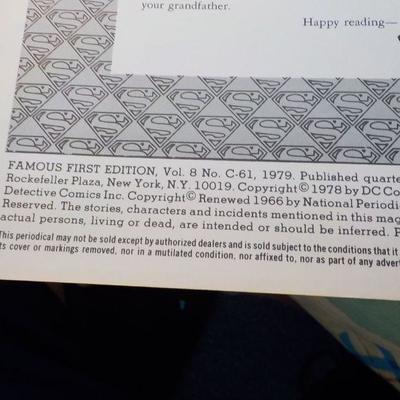 your grandfather.
Happy reading—
FAMOUS FIRST EDITION, Vol. 8 No. C-61, 1979. Published quarte
Rockefeller Plaza, New York, N.Y. 10019. Copyright © 1978 by DC Co
Detective Comics Inc. Copyright © Renewed 1966 by National Periodi
Reserved. The stories, characters and incidents mentioned in this mag
actual persons, living or dead, are intended or should be inferred. P
This periodical may not be sold except by authorized dealers and is sold subject to the conditions that it
its cover or markings removed, nor in a mutilated condition, nor affixed to, nor as part of any advert